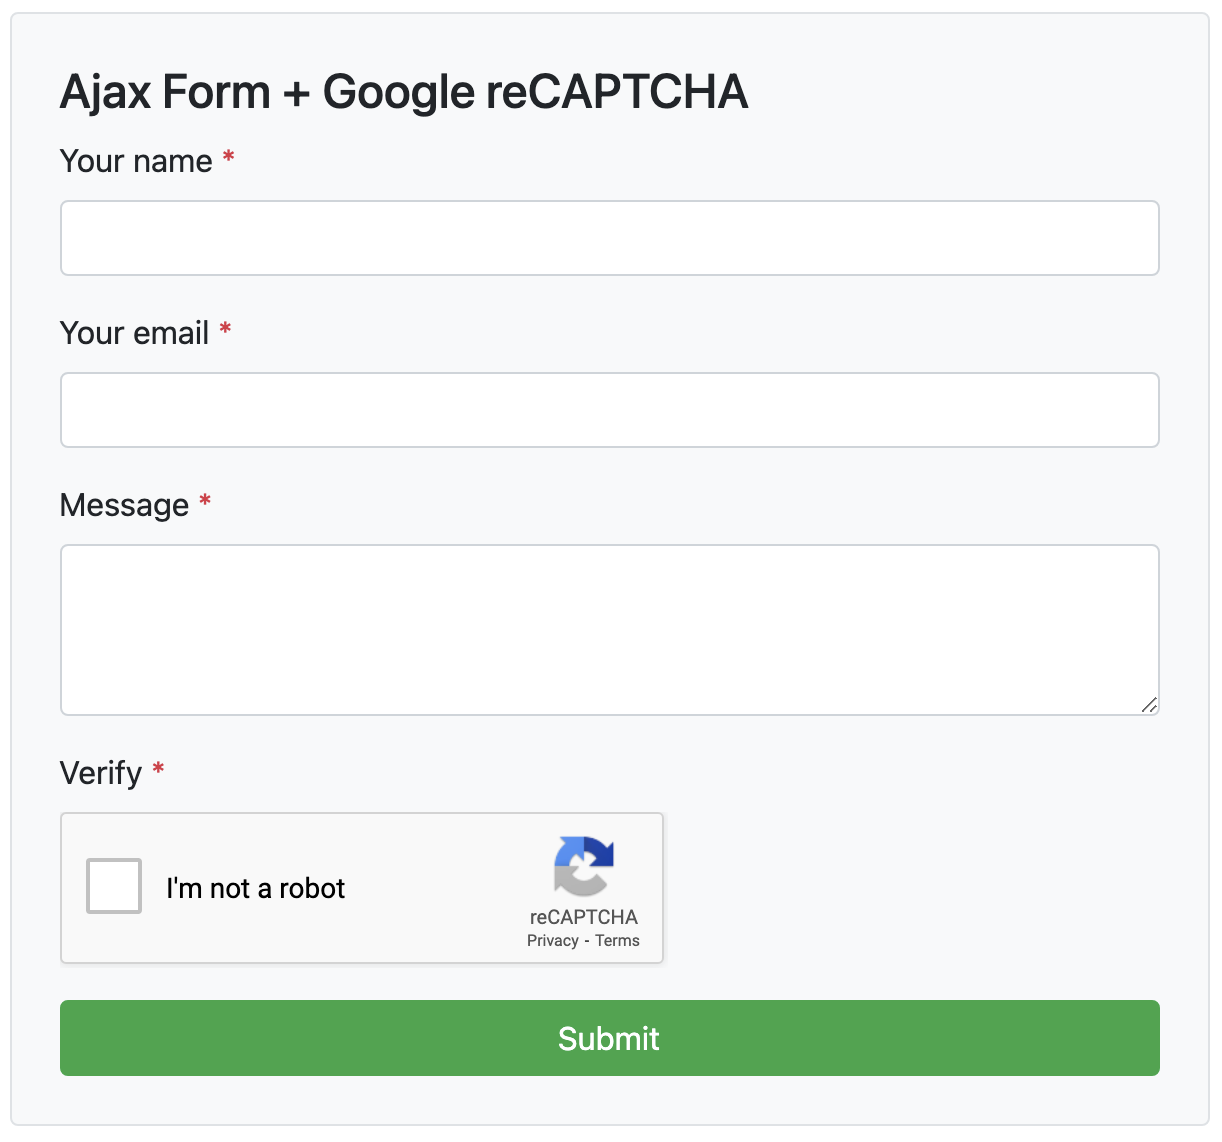 Ajax Form + Google reCAPTCHA
Your name *
Your email *
Message *
Verify *
I'm not a robot
reCAPTCHA
Privacy - Terms
Submit